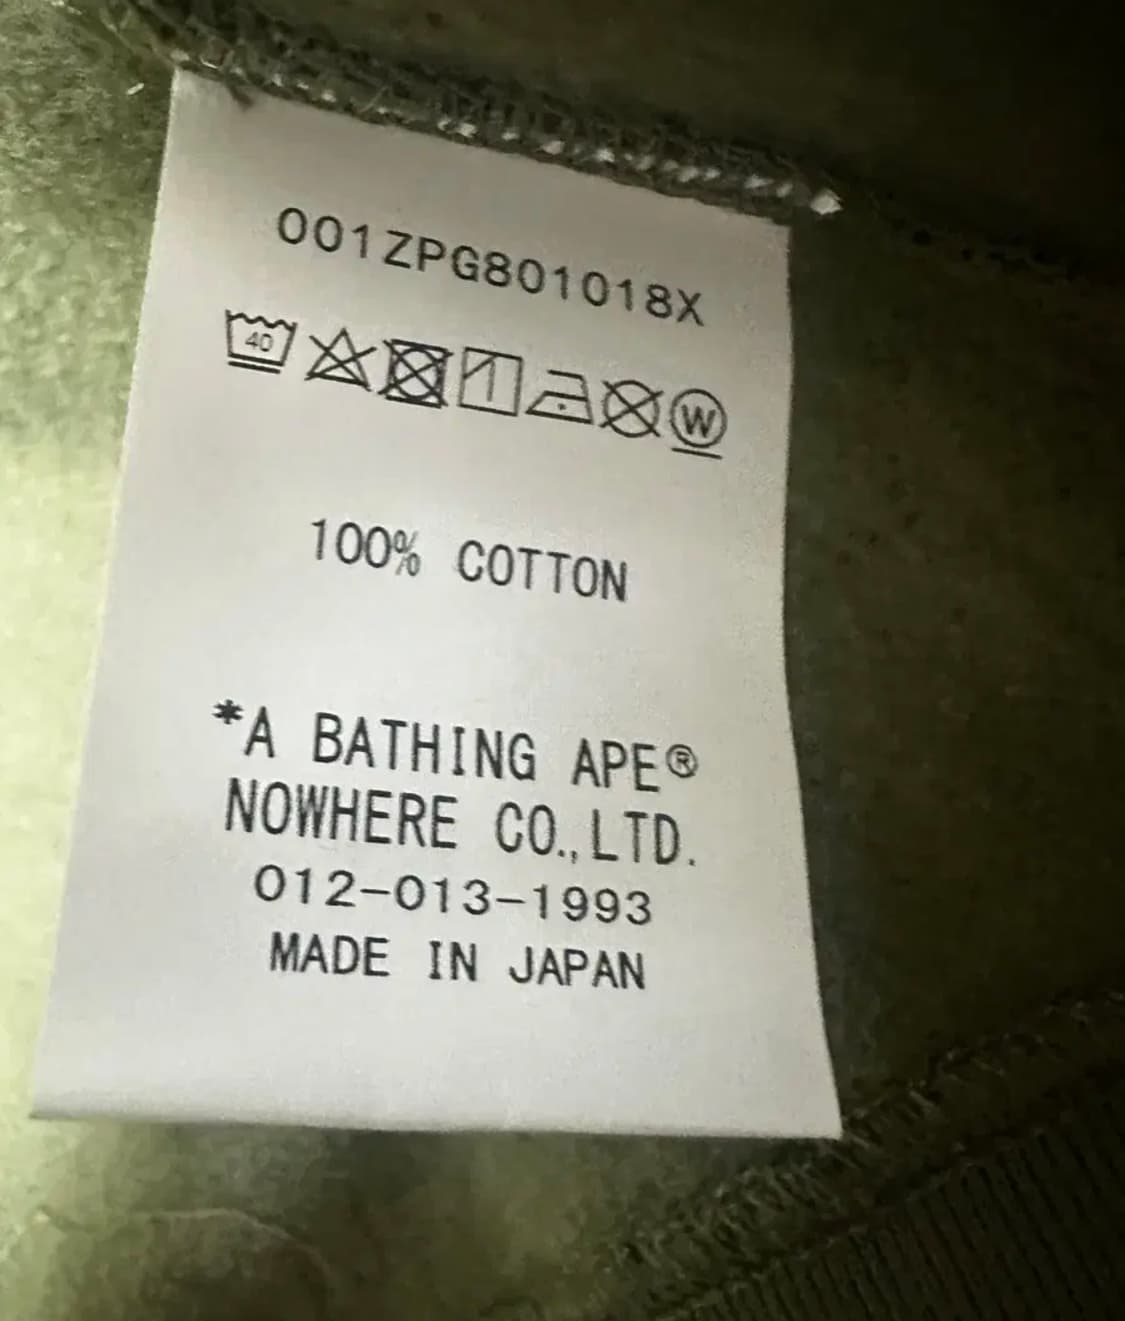 001ZPG801018X
40 W
100% COTTON
*A BATHING APE®
NOWHERE CO.,LTD.
012-013-1993
MADE IN JAPAN